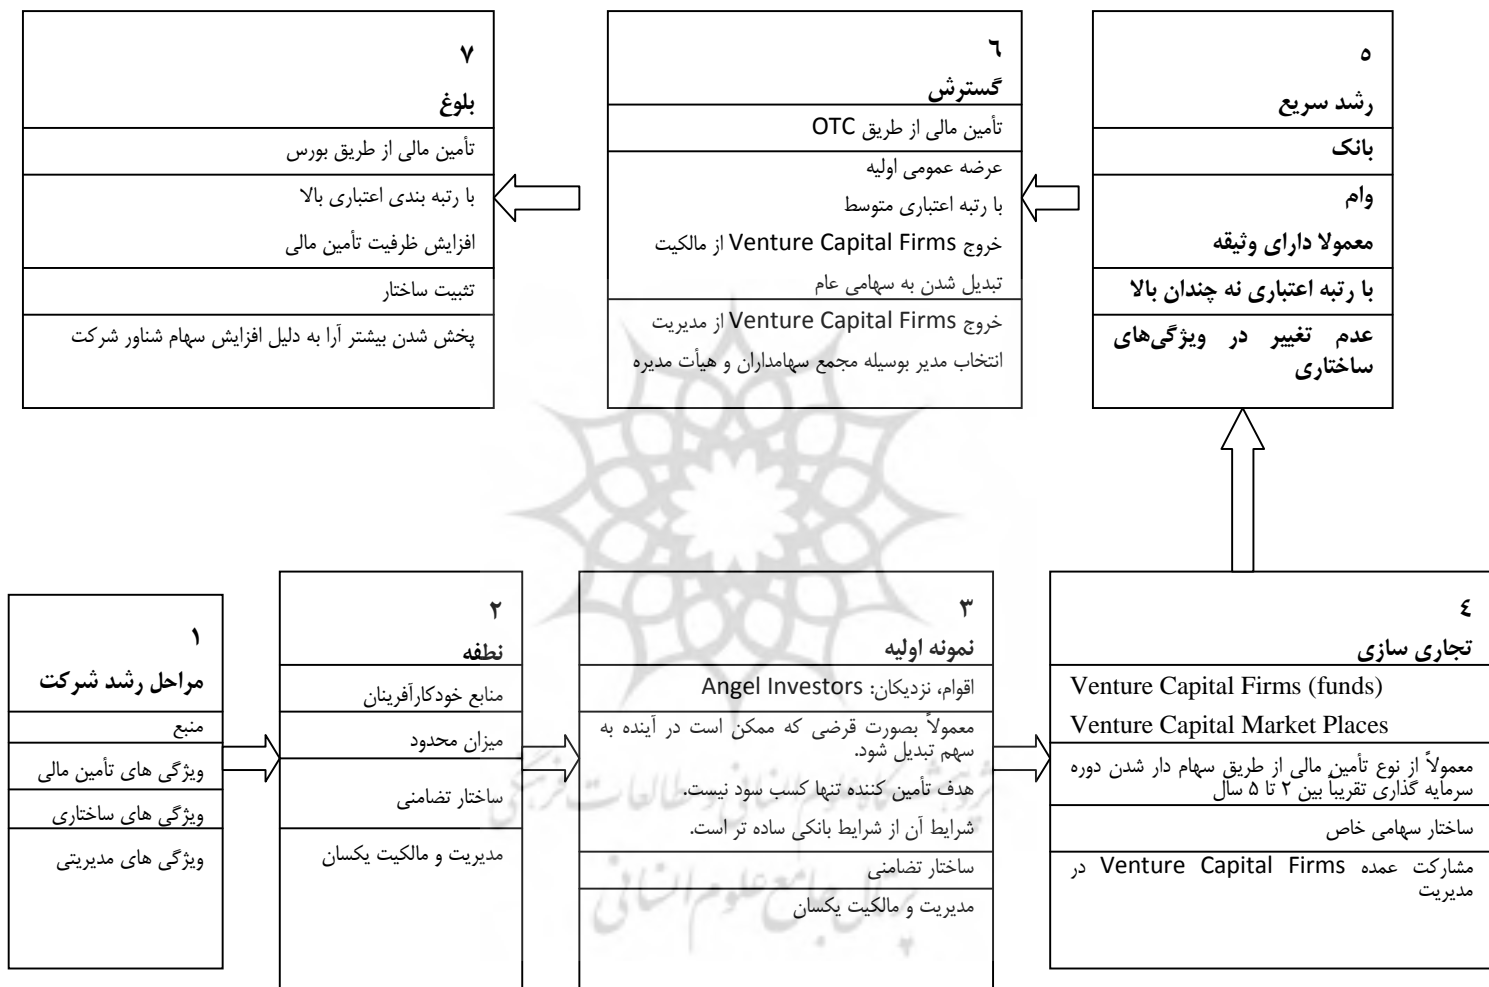 ۷
بلوغ
تأمین مالی از طریق بورس
با رتبه بندی اعتباری بالا
افزایش ظرفیت تأمین مالی
تثبیت ساختار
پخش شدن بیشتر آرا به دلیل افزایش سهام شناور شرکت
٦
گسترش
تأمین مالی از طریق OTC
عرضه عمومی اولیه
با رتبه اعتباری متوسط
خروج Venture Capital Firms از مالکیت
تبدیل شدن به سهامی عام
خروج Venture Capital Firms از مدیریت
انتخاب مدیر بوسیله مجمع سهامداران و هیأت مدیره
٥
رشد سریع
بانک
وام
معمولا دارای وثیقه
با رتبه اعتباری نه چندان بالا
عدم تغییر در ویژگی‌های
ساختاری
۱
مراحل رشد شرکت
منبع
ویژگی های تأمین مالی
ویژگی های ساختاری
ویژگی های مدیریتی
۲
نطفه
منابع خودکارآفرینان
میزان محدود
ساختار تضامنی
مدیریت و مالکیت یکسان
۳
نمونه اولیه
اقوام، نزدیکان: Angel Investors
معمولاً بصورت قرضی که ممکن است در آینده به
سهم تبدیل شود.
هدف تأمین کننده تنها کسب سود نیست.
شرایط آن از شرایط بانکی ساده تر است.
ساختار تضامنی
مدیریت و مالکیت یکسان
٤
تجاری سازی
Venture Capital Firms (funds)
Venture Capital Market Places
معمولاً از نوع تأمین مالی از طریق سهام دار شدن دوره
سرمایه گذاری تقریباً بین ۲ تا ۵ سال
ساختار سهامی خاص
مشارکت عمده Venture Capital Firms در
مدیریت
پژوهشگاه علوم انسانی و مطالعات فرهنگی
پرتال جامع علوم انسانی